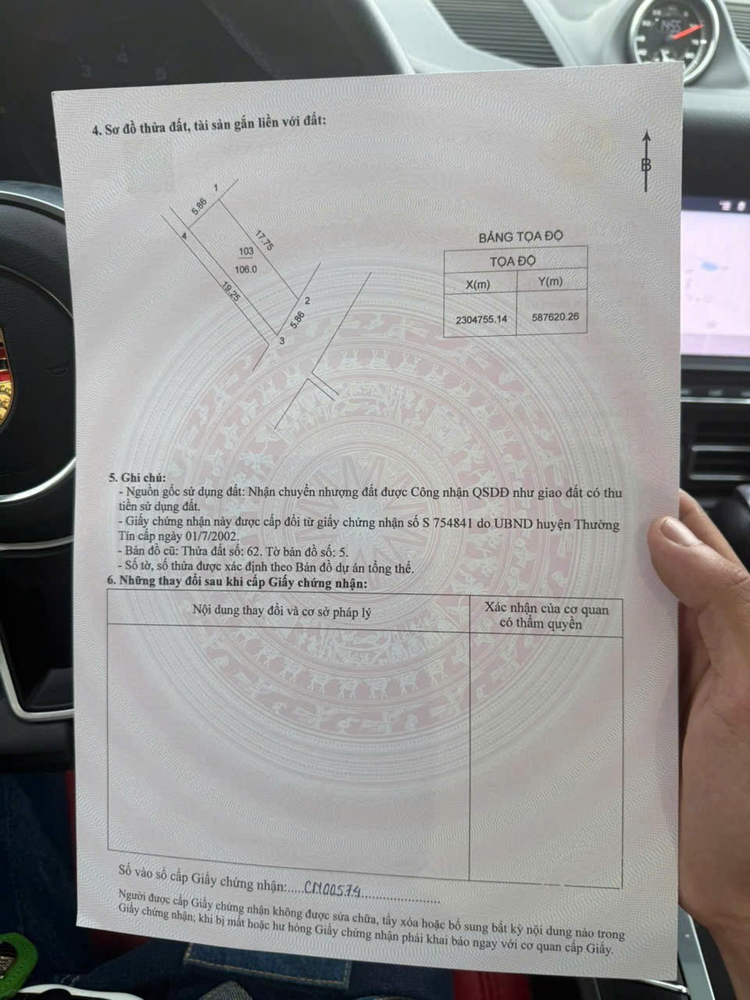 4. Sơ đồ thửa đất, tài sản gắn liền với đất:
B
1
5.86
4
17.75
103
106.0
19.25
2
5.86
3
BẢNG TỌA ĐỘ
TỌA ĐỘ
X(m) Y(m)
2304755.14 587620.26
5. Ghi chú:
- Nguồn gốc sử dụng đất: Nhận chuyển nhượng đất được Công nhận QSDĐ như giao đất có thu
tiền sử dụng đất.
- Giấy chứng nhận này được cấp đổi từ giấy chứng nhận số S 754841 do UBND huyện Thường
Tín cấp ngày 01/7/2002.
- Bản đồ cũ: Thửa đất số: 62. Tờ bản đồ số: 5.
- Số tờ, số thửa được xác định theo Bản đồ dự án tổng thể.
6. Những thay đổi sau khi cấp Giấy chứng nhận:
Nội dung thay đổi và cơ sở pháp lý
Xác nhận của cơ quan
có thẩm quyền
Số vào sổ cấp Giấy chứng nhận:.....CN00574....................
Người được cấp Giấy chứng nhận không được sửa chữa, tẩy xóa hoặc bổ sung bất kỳ nội dung nào trong
Giấy chứng nhận; khi bị mất hoặc hư hỏng Giấy chứng nhận phải khai báo ngay với cơ quan cấp Giấy.